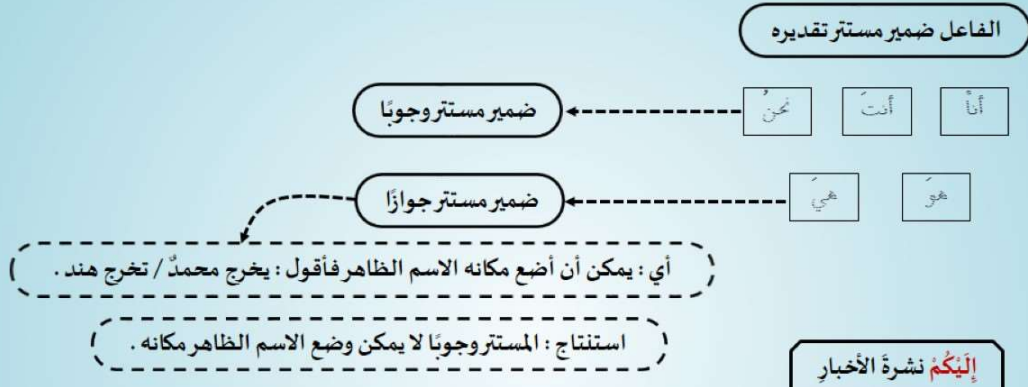 الفاعل ضمير مستتر تقديره
أنا أنتَ نحنُ
ضمير مستتر وجوبًا
هوَ هيَ
ضمير مستتر جوازًا
أي : يمكن أن أضع مكانه الاسم الظاهر فأقول : يخرج محمدٌ / تخرج هند .
استنتاج : المستتر وجوبًا لا يمكن وضع الاسم الظاهر مكانه .
إِلَيْكُمْ نشرةَ الأخبارِ